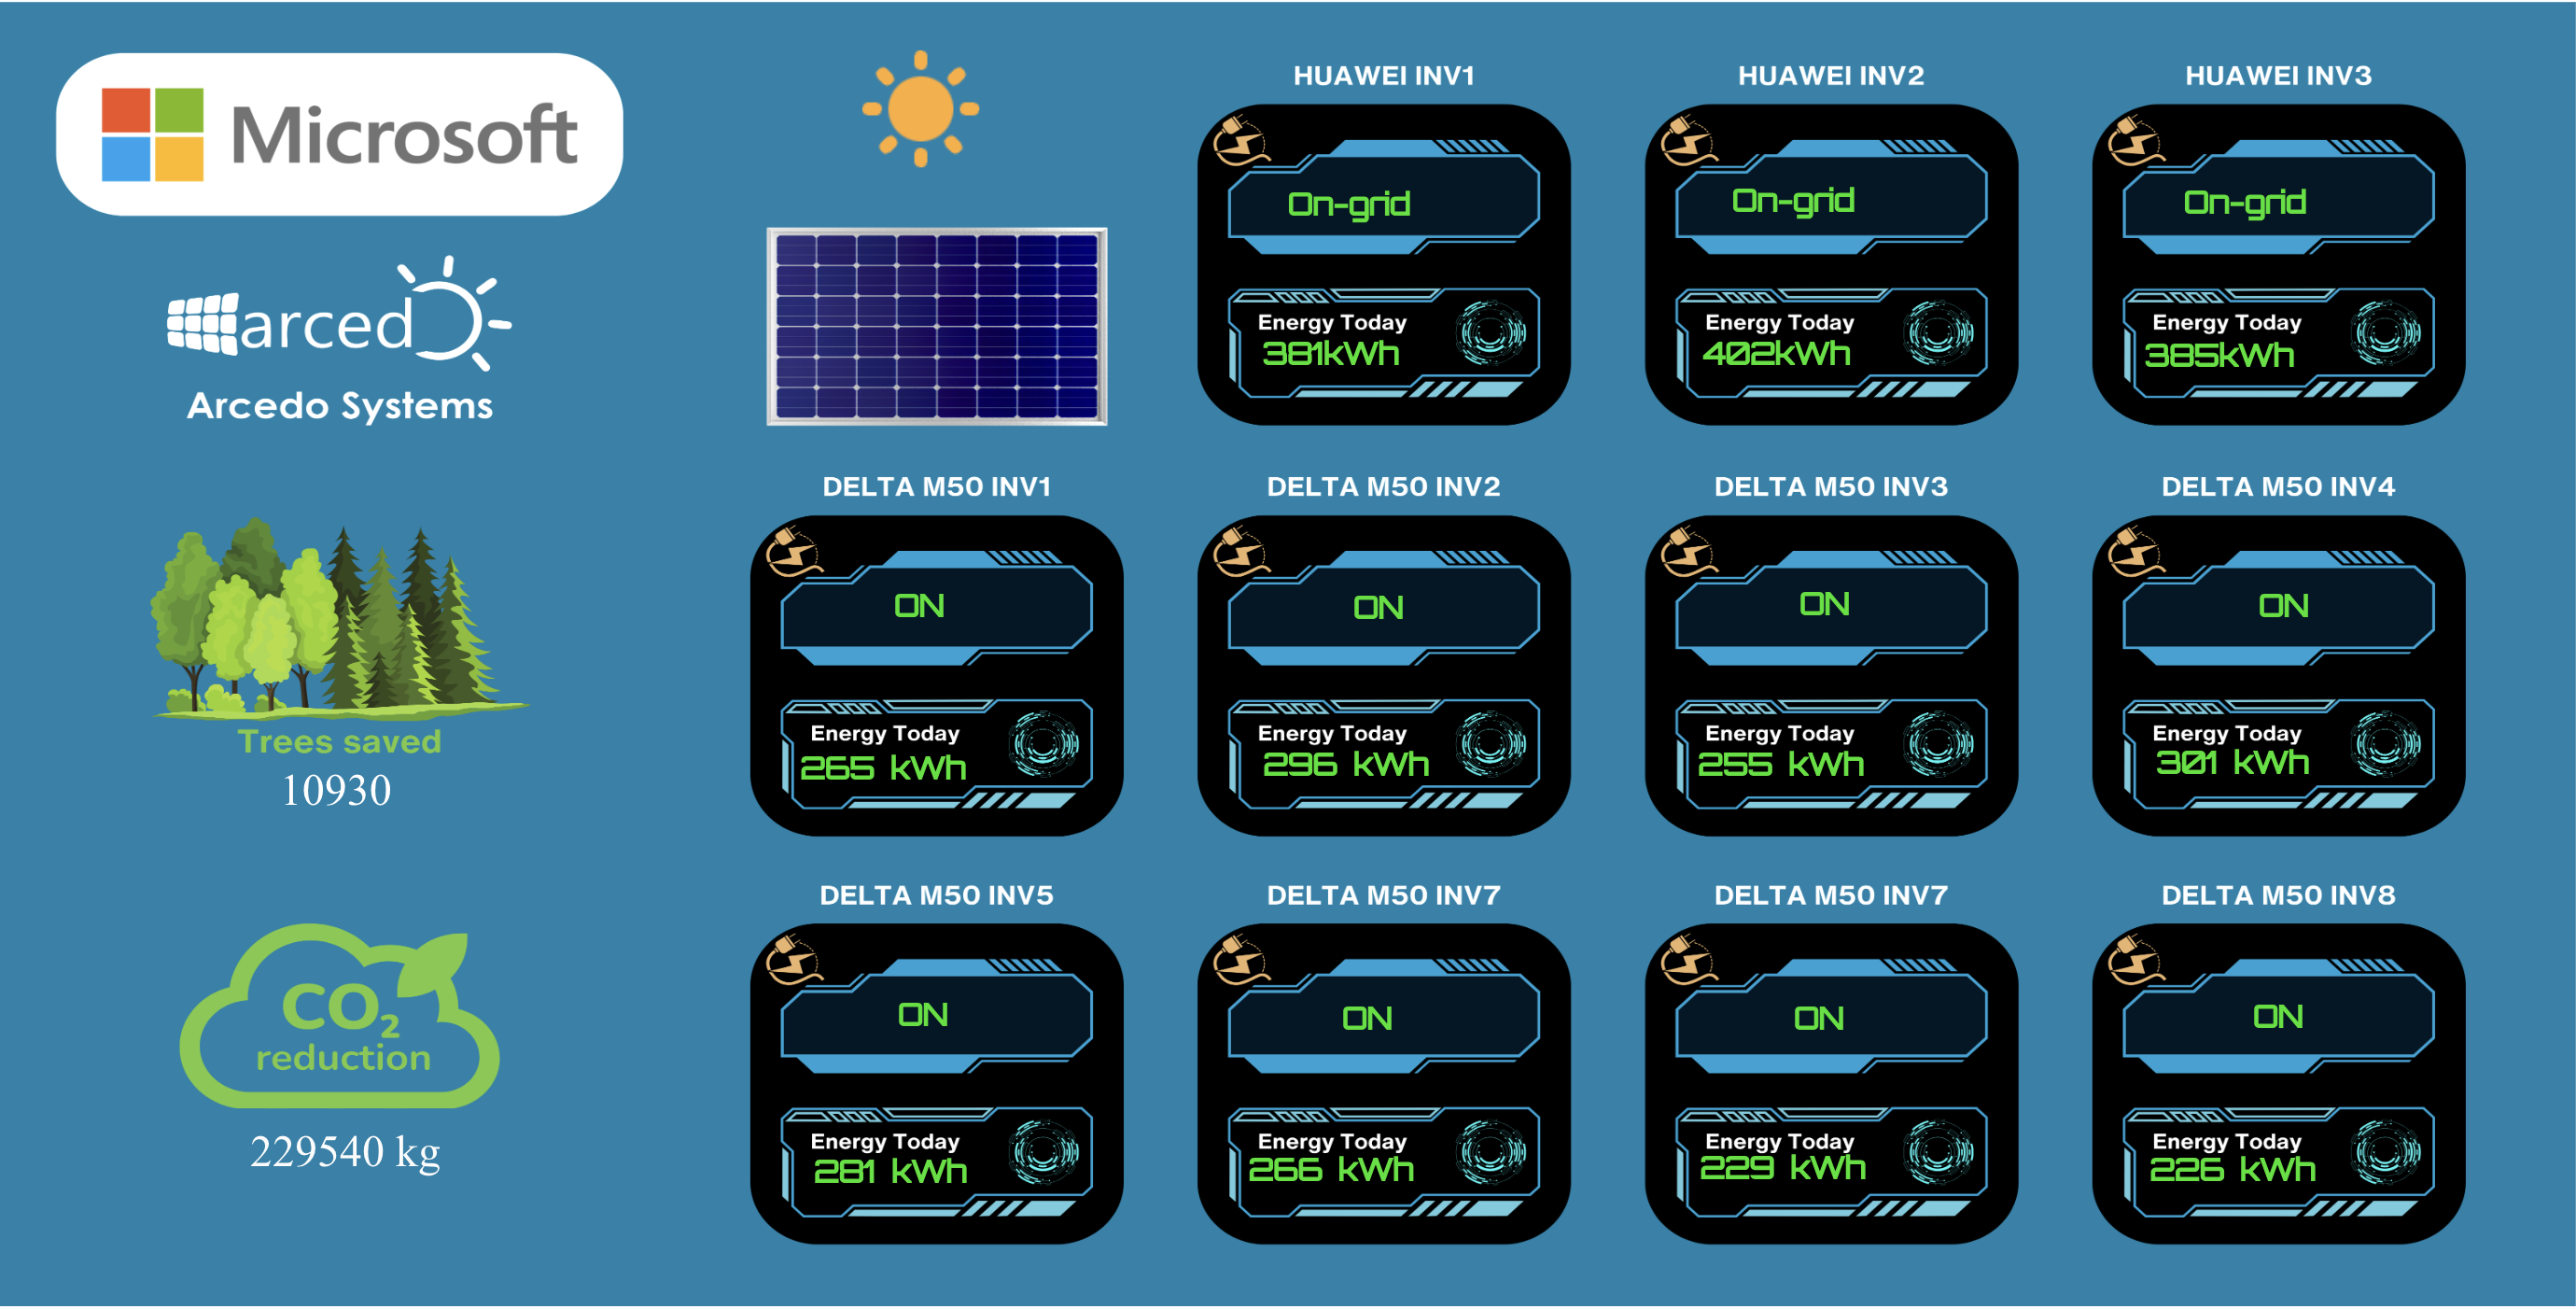 Microsoft
arcedo
Arcedo Systems
Trees saved
10930
CO2
reduction
229540 kg
HUAWEI INV1
On-grid
Energy Today
381kWh
HUAWEI INV2
On-grid
Energy Today
402kWh
HUAWEI INV3
On-grid
Energy Today
385kWh
DELTA M50 INV1
ON
Energy Today
265 kWh
DELTA M50 INV2
ON
Energy Today
296 kWh
DELTA M50 INV3
ON
Energy Today
255 kWh
DELTA M50 INV4
ON
Energy Today
301 kWh
DELTA M50 INV5
ON
Energy Today
281 kWh
DELTA M50 INV7
ON
Energy Today
266 kWh
DELTA M50 INV7
ON
Energy Today
229 kWh
DELTA M50 INV8
ON
Energy Today
226 kWh